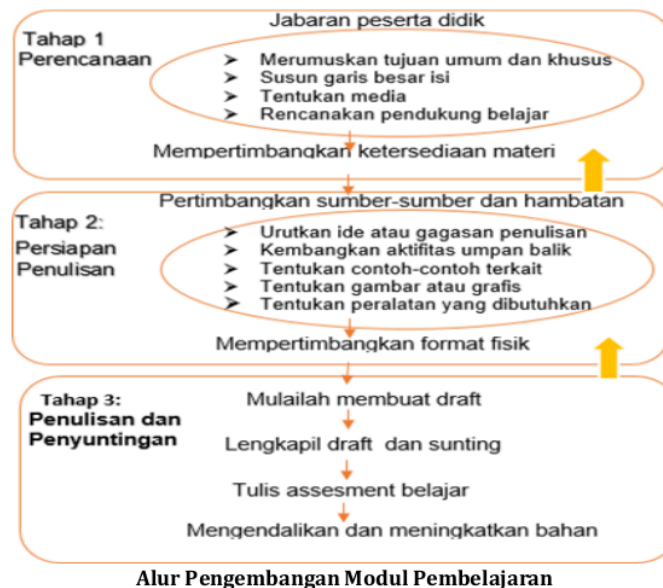 Jabaran peserta didik
Tahap 1
Perencanaan
➤ Merumuskan tujuan umum dan khusus
➤ Susun garis besar isi
➤ Tentukan media
➤ Rencanakan pendukung belajar
Mempertimbangkan ketersediaan materi
Pertimbangkan sumber-sumber dan hambatan
Tahap 2:
Persiapan
Penulisan
➤ Urutkan ide atau gagasan penulisan
➤ Kembangkan aktifitas umpan balik
➤ Tentukan contoh-contoh terkait
➤ Tentukan gambar atau grafis
➤ Tentukan peralatan yang dibutuhkan
Mempertimbangkan format fisik
Tahap 3:
Penulisan dan
Penyuntingan
Mulailah membuat draft
Lengkapil draft dan sunting
Tulis assesment belajar
Mengendalikan dan meningkatkan bahan
Alur Pengembangan Modul Pembelajaran